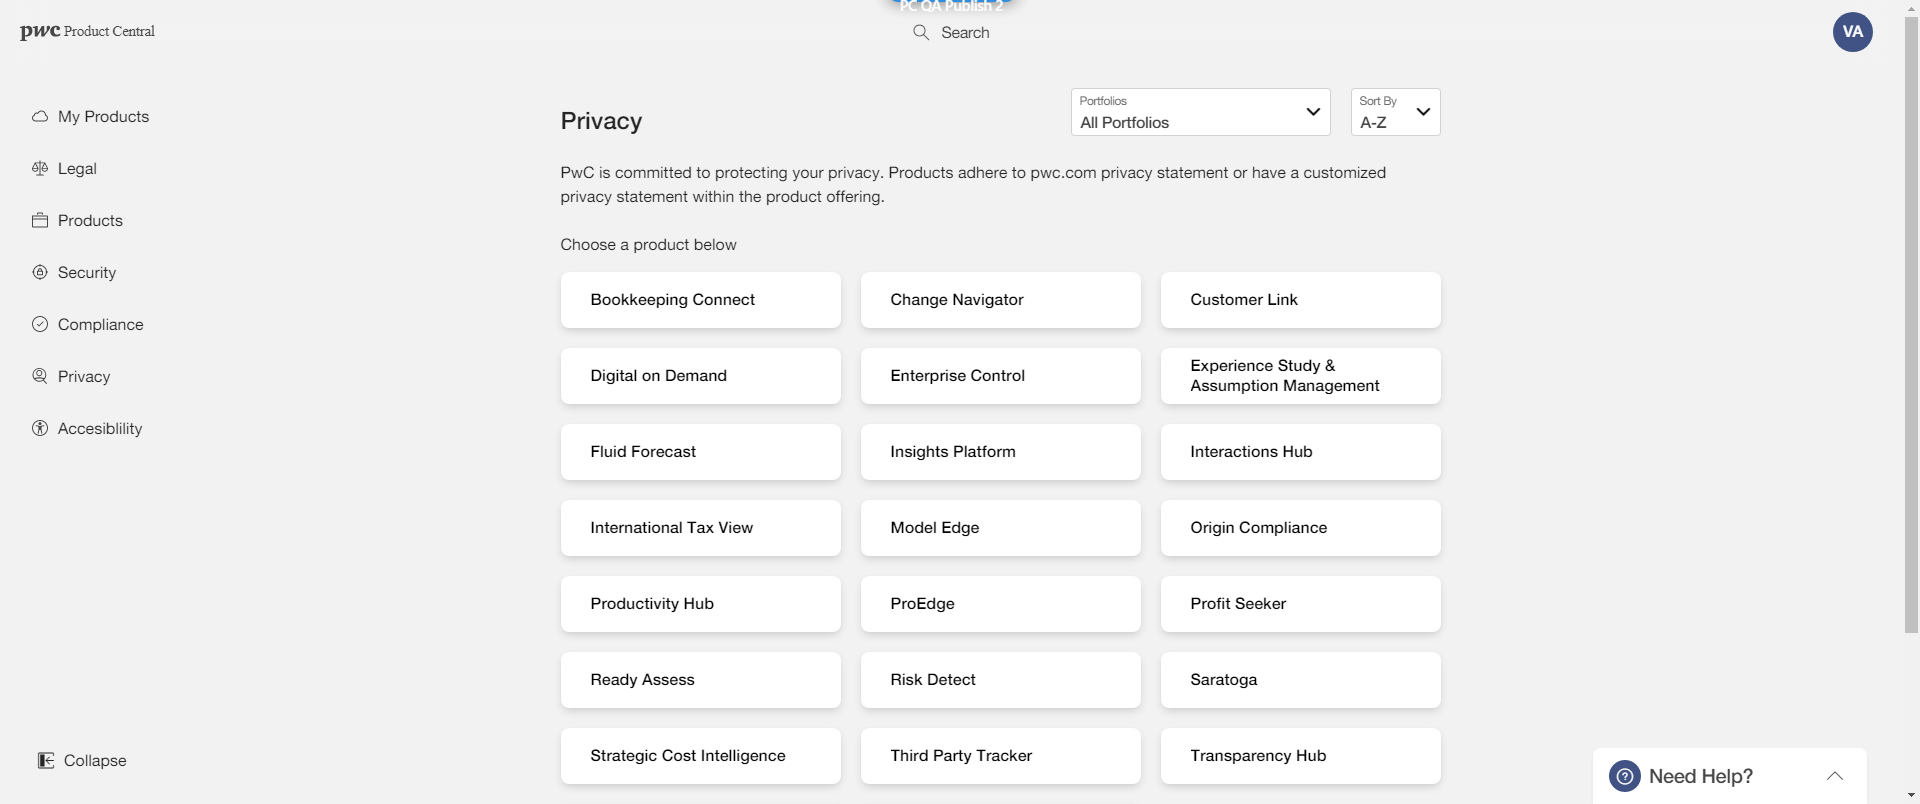 PC QA Publish 2
pwc Product Central
Search
VA
My Products
Legal
Products
Security
Compliance
Privacy
Accesiblility
Collapse
Privacy
Portfolios
All Portfolios
Sort By
A-Z
PwC is committed to protecting your privacy. Products adhere to pwc.com privacy statement or have a customized
privacy statement within the product offering.
Choose a product below
Bookkeeping Connect
Change Navigator
Customer Link
Digital on Demand
Enterprise Control
Experience Study &
Assumption Management
Fluid Forecast
Insights Platform
Interactions Hub
International Tax View
Model Edge
Origin Compliance
Productivity Hub
ProEdge
Profit Seeker
Ready Assess
Risk Detect
Saratoga
Strategic Cost Intelligence
Third Party Tracker
Transparency Hub
Need Help?